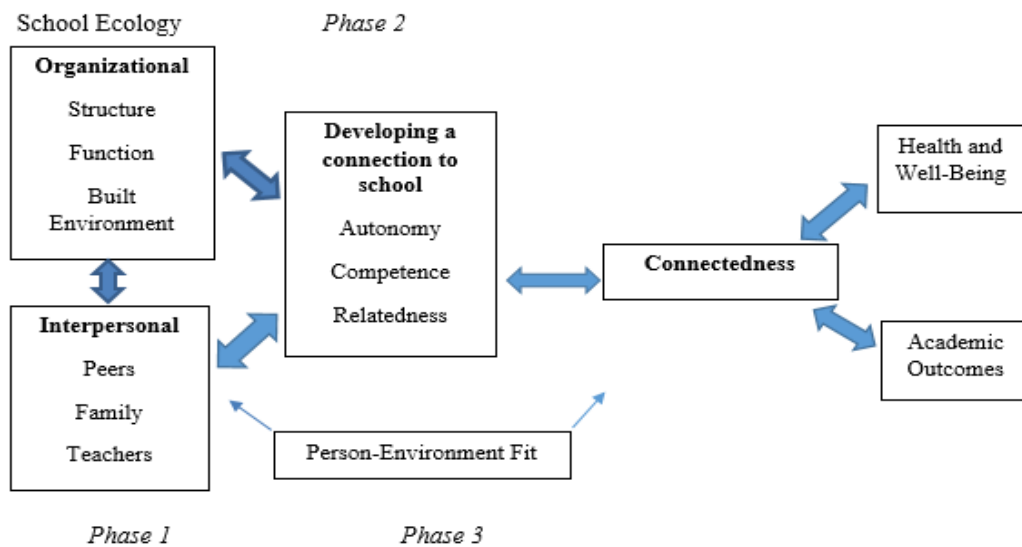 School Ecology
Phase 2
Organizational
Structure
Function
Built
Environment
Interpersonal
Peers
Family
Teachers
Phase 1
Developing a
connection to
school
Autonomy
Competence
Relatedness
Person-Environment Fit
Phase 3
Connectedness
Health and
Well-Being
Academic
Outcomes